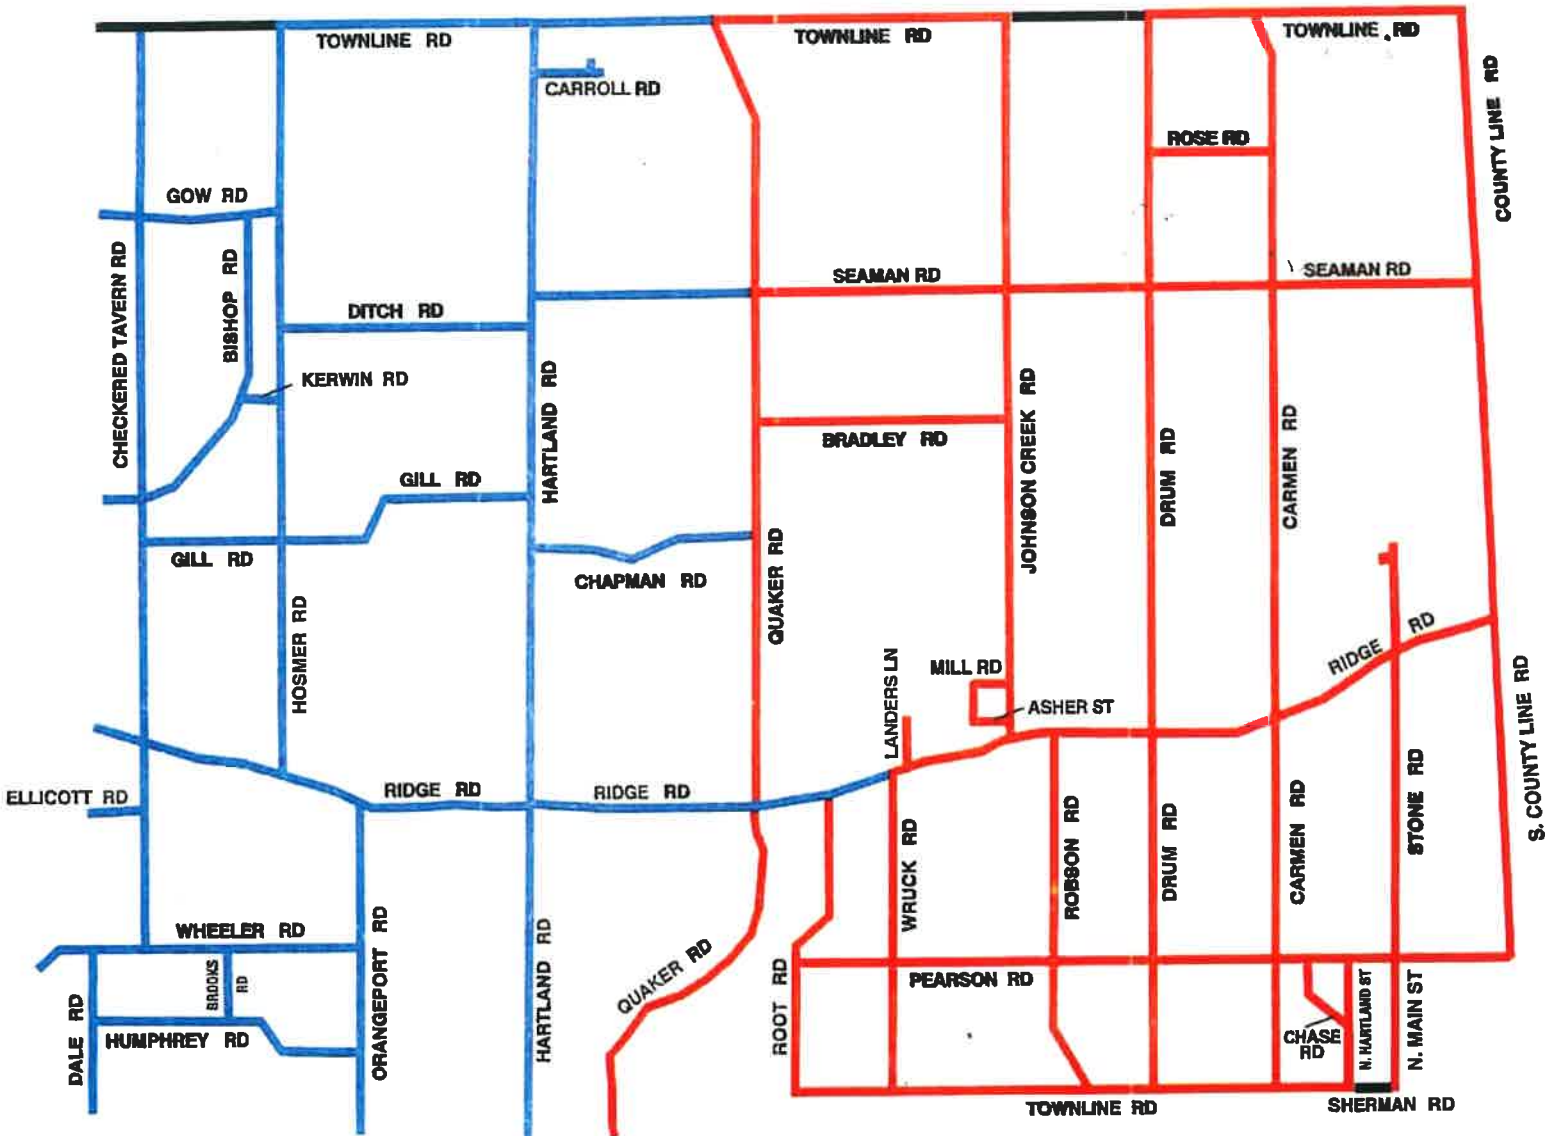 TOWNLINE RD
TOWNLINE RD
TOWNLINE RD
CARROLL RD
COUNTY LINE RD
ROSE RD
GOW RD
CHECKERED TAVERN RD
BISHOP RD
SEAMAN RD
SEAMAN RD
DITCH RD
KERWIN RD
HARTLAND RD
JOHNSON CREEK RD
DRUM RD
CARMEN RD
BRADLEY RD
GILL RD
GILL RD
CHAPMAN RD
QUAKER RD
HOSMER RD
LANDERS LN
MILL RD
ASHER ST
RIDGE RD
S. COUNTY LINE RD
ELLICOTT RD
RIDGE RD
RIDGE RD
WRUCK RD
ROBSON RD
DRUM RD
CARMEN RD
STONE RD
WHEELER RD
ORANGEPORT RD
HARTLAND RD
QUAKER RD
ROOT RD
PEARSON RD
BROOKS
RD
DALE RD
HUMPHREY RD
CHASE
RD
N. HARTLAND ST
N. MAIN ST
TOWNLINE RD
SHERMAN RD